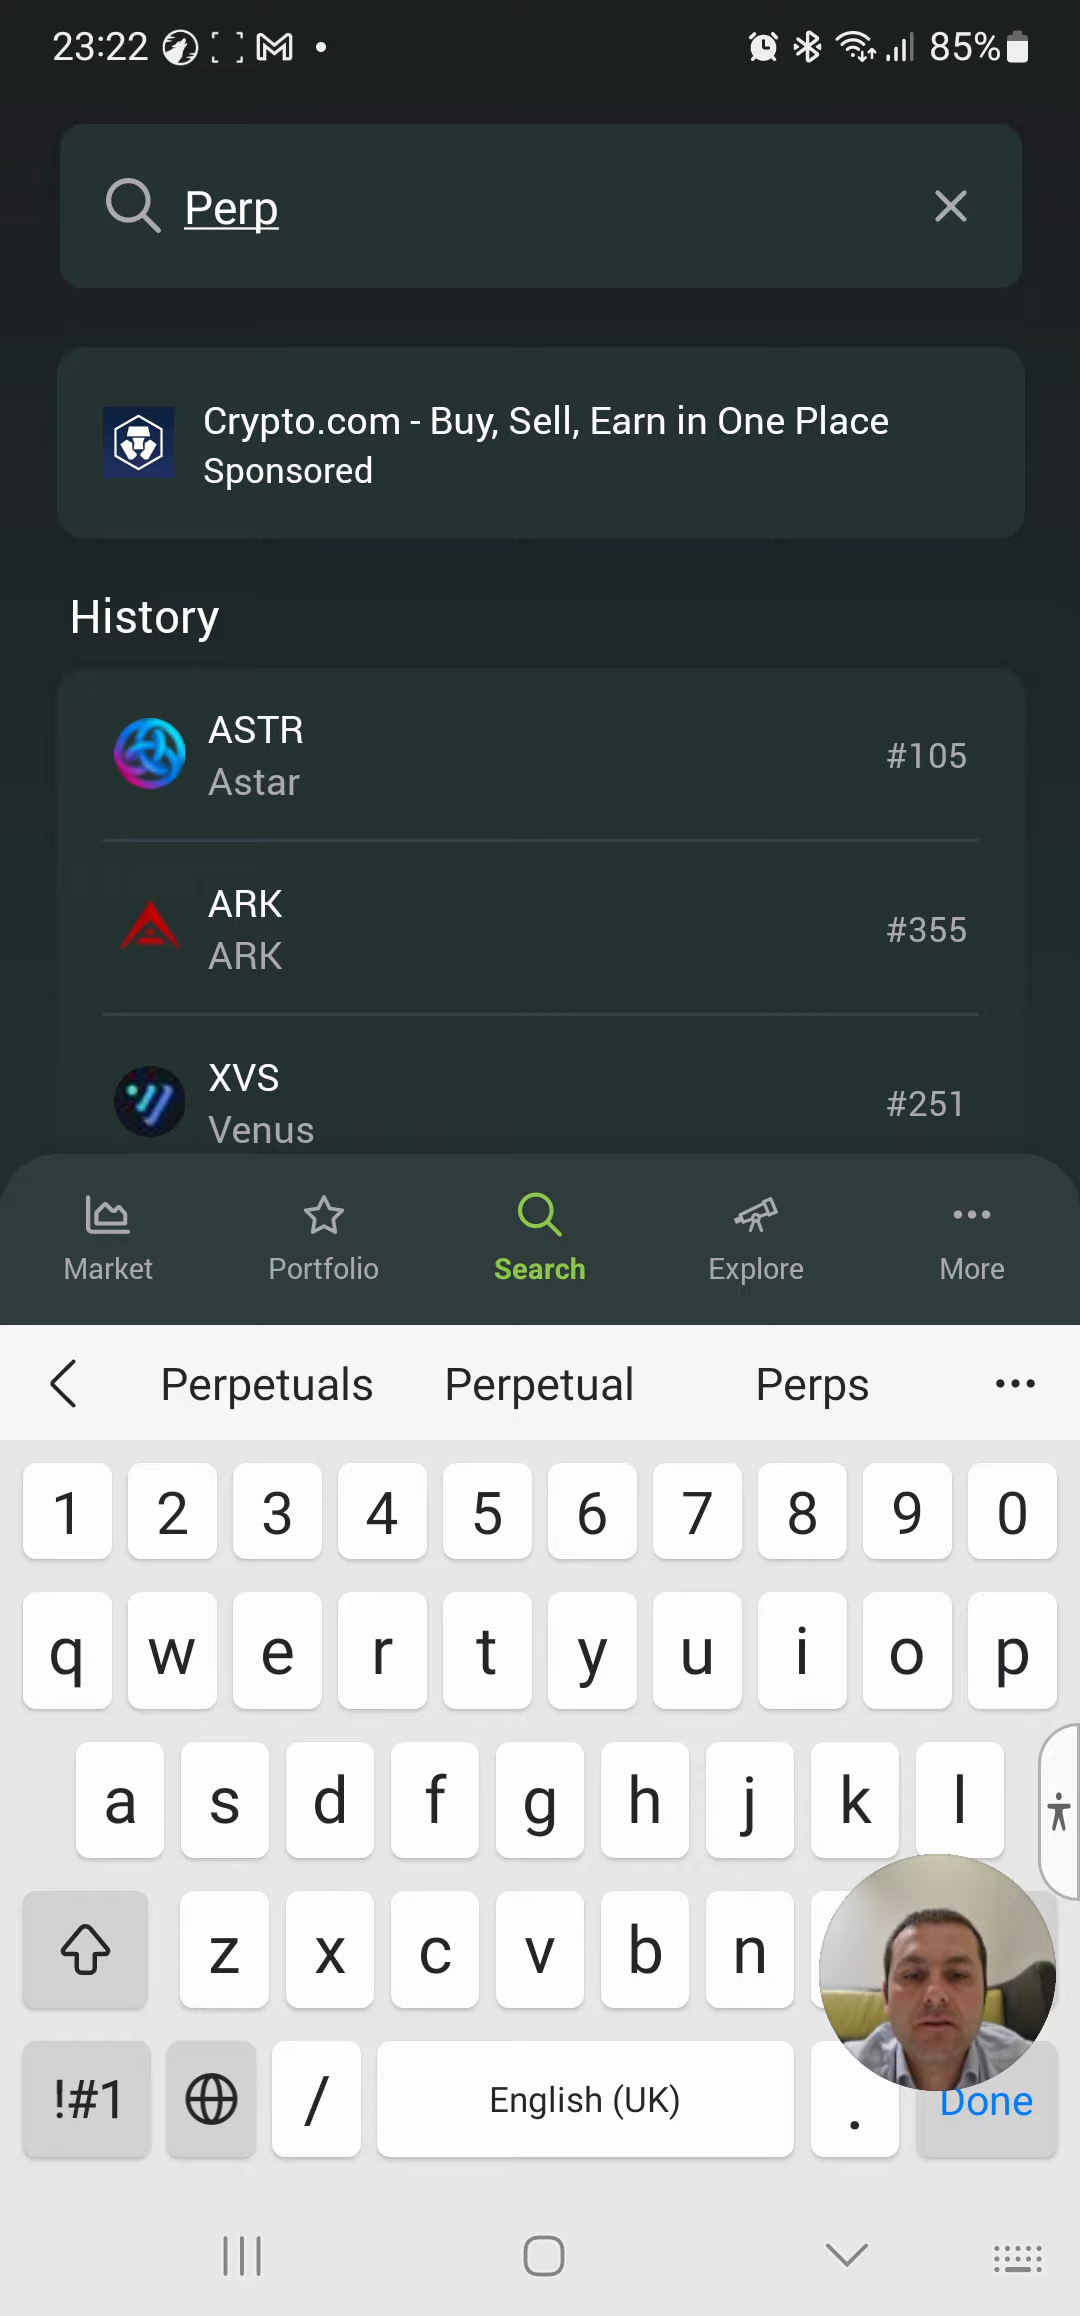 23:22 85%
Perp
Crypto.com - Buy, Sell, Earn in One Place
Sponsored
History
ASTR
Astar
#105
ARK
ARK
#355
XVS
Venus
#251
Market Portfolio Search Explore More
Perpetuals Perpetual Perps
1 2 3 4 5 6 7 8 9 0
q w e r t y u i o p
a s d f g h j k l
z x c v b n
!#1 / English (UK) . Done